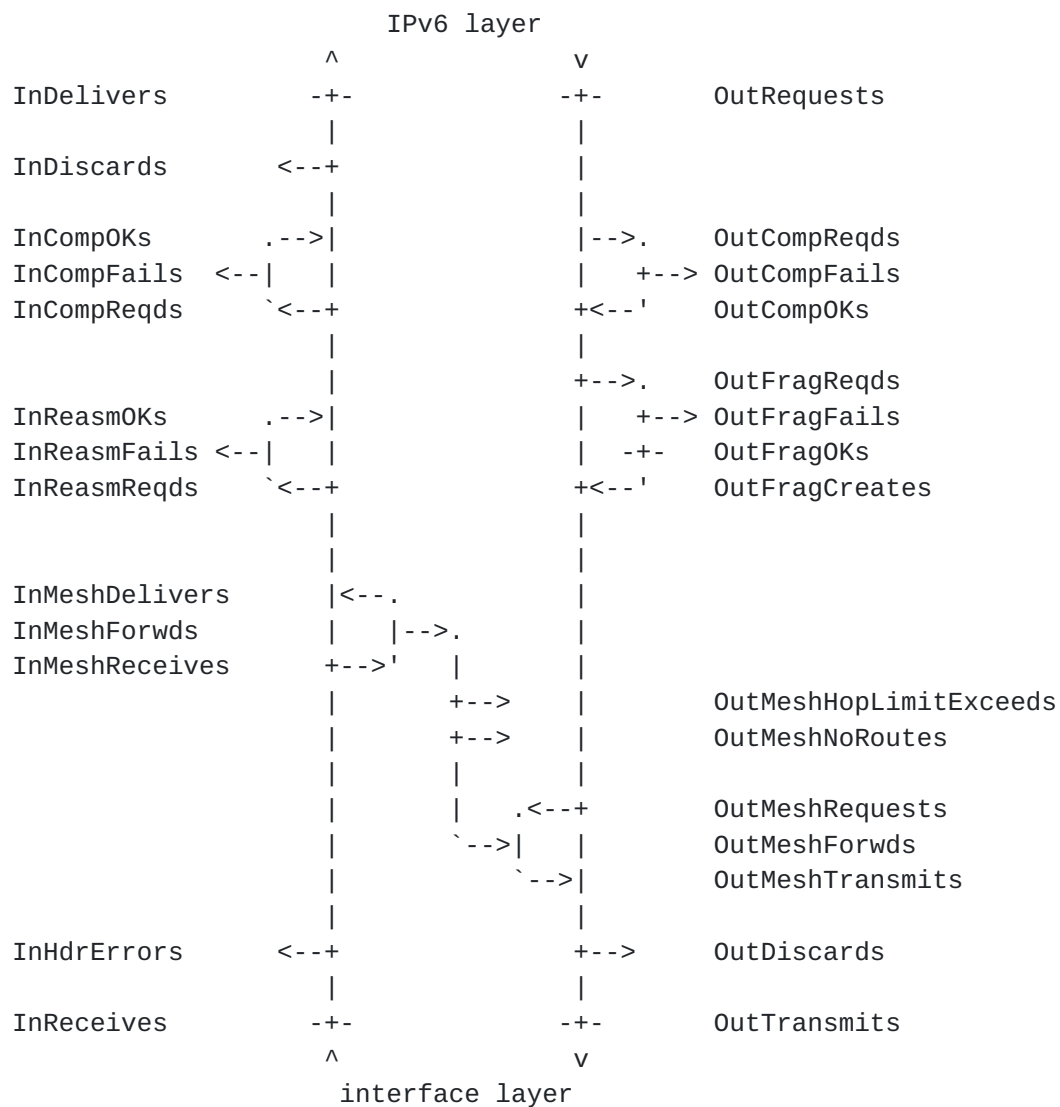 IPv6 layer
^ v
InDelivers -+- -+- OutRequests
| |
InDiscards <--+ |
| |
InCompOKs .-->| |-->. OutCompReqds
InCompFails <--| | | +--> OutCompFails
InCompReqds `<--+ +<--' OutCompOKs
| |
| +-->. OutFragReqds
InReasmOKs .-->| | +--> OutFragFails
InReasmFails <--| | | -+- OutFragOKs
InReasmReqds `<--+ +<--' OutFragCreates
| |
| |
InMeshDelivers |<--. |
InMeshForwds | |-->. |
InMeshReceives +-->' | |
| +--> | OutMeshHopLimitExceeds
| +--> | OutMeshNoRoutes
| | |
| | .<--+ OutMeshRequests
| `-->| | OutMeshForwds
| `-->| OutMeshTransmits
| |
InHdrErrors <--+ +--> OutDiscards
| |
InReceives -+- -+- OutTransmits
^ v
interface layer